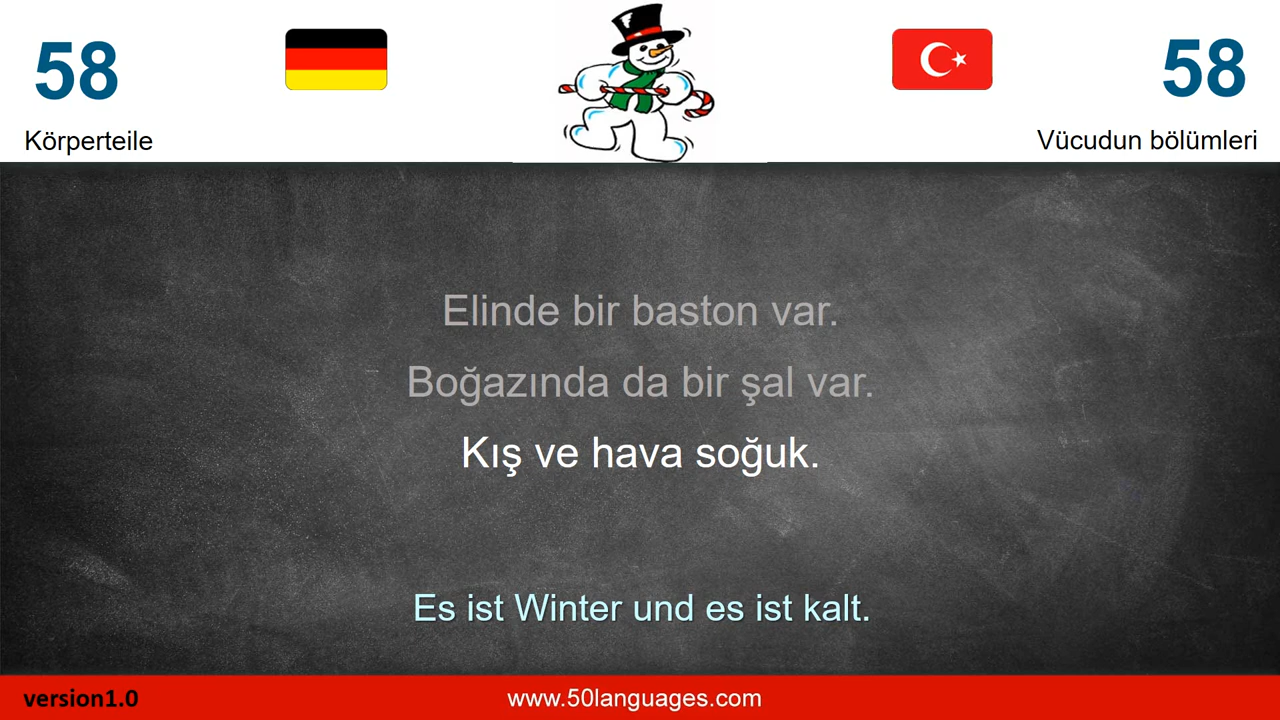 58
58
Körperteile
Vücudun bölümleri
Elinde bir baston var.
Boğazında da bir şal var.
Kış ve hava soğuk.
Es ist Winter und es ist kalt.
version1.0
www.50languages.com